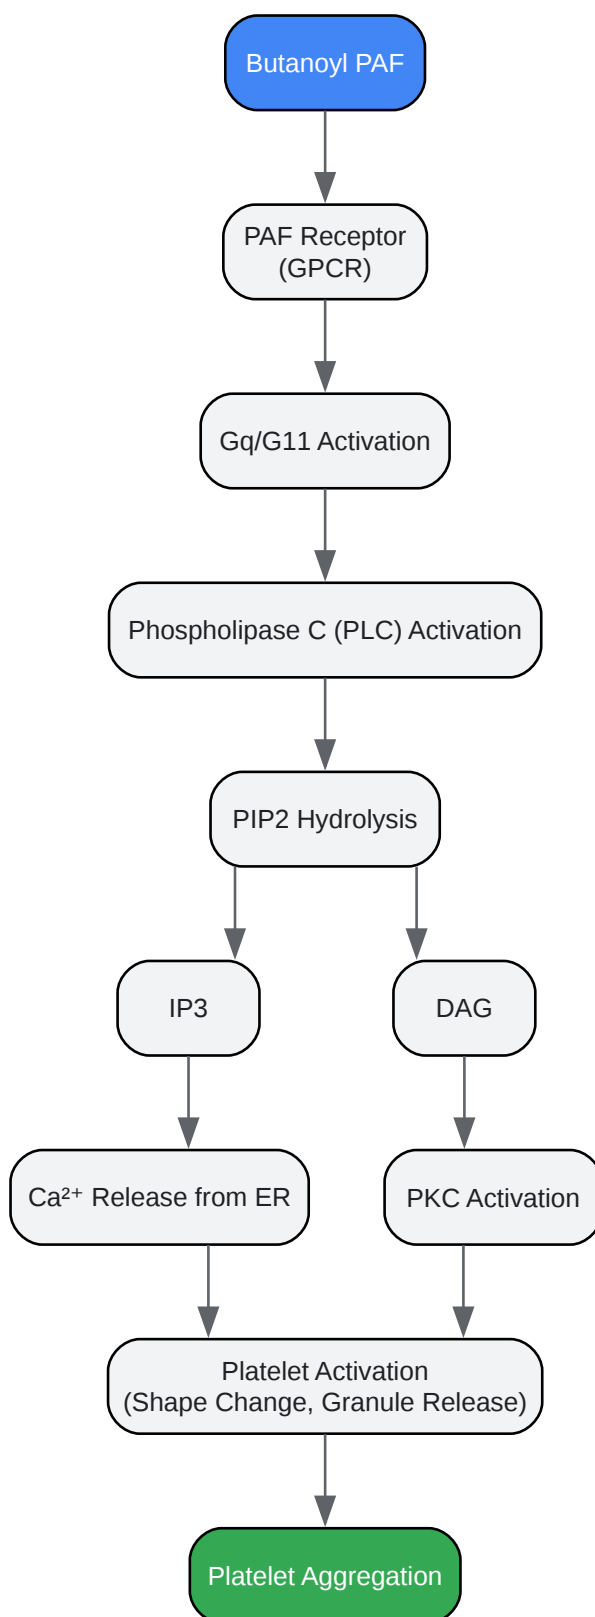 Butanoyl PAF
PAF Receptor
(GPCR)
Gq/G11 Activation
Phospholipase C (PLC) Activation
PIP2 Hydrolysis
IP3
DAG
Ca²⁺ Release from ER
PKC Activation
Platelet Activation
(Shape Change, Granule Release)
Platelet Aggregation